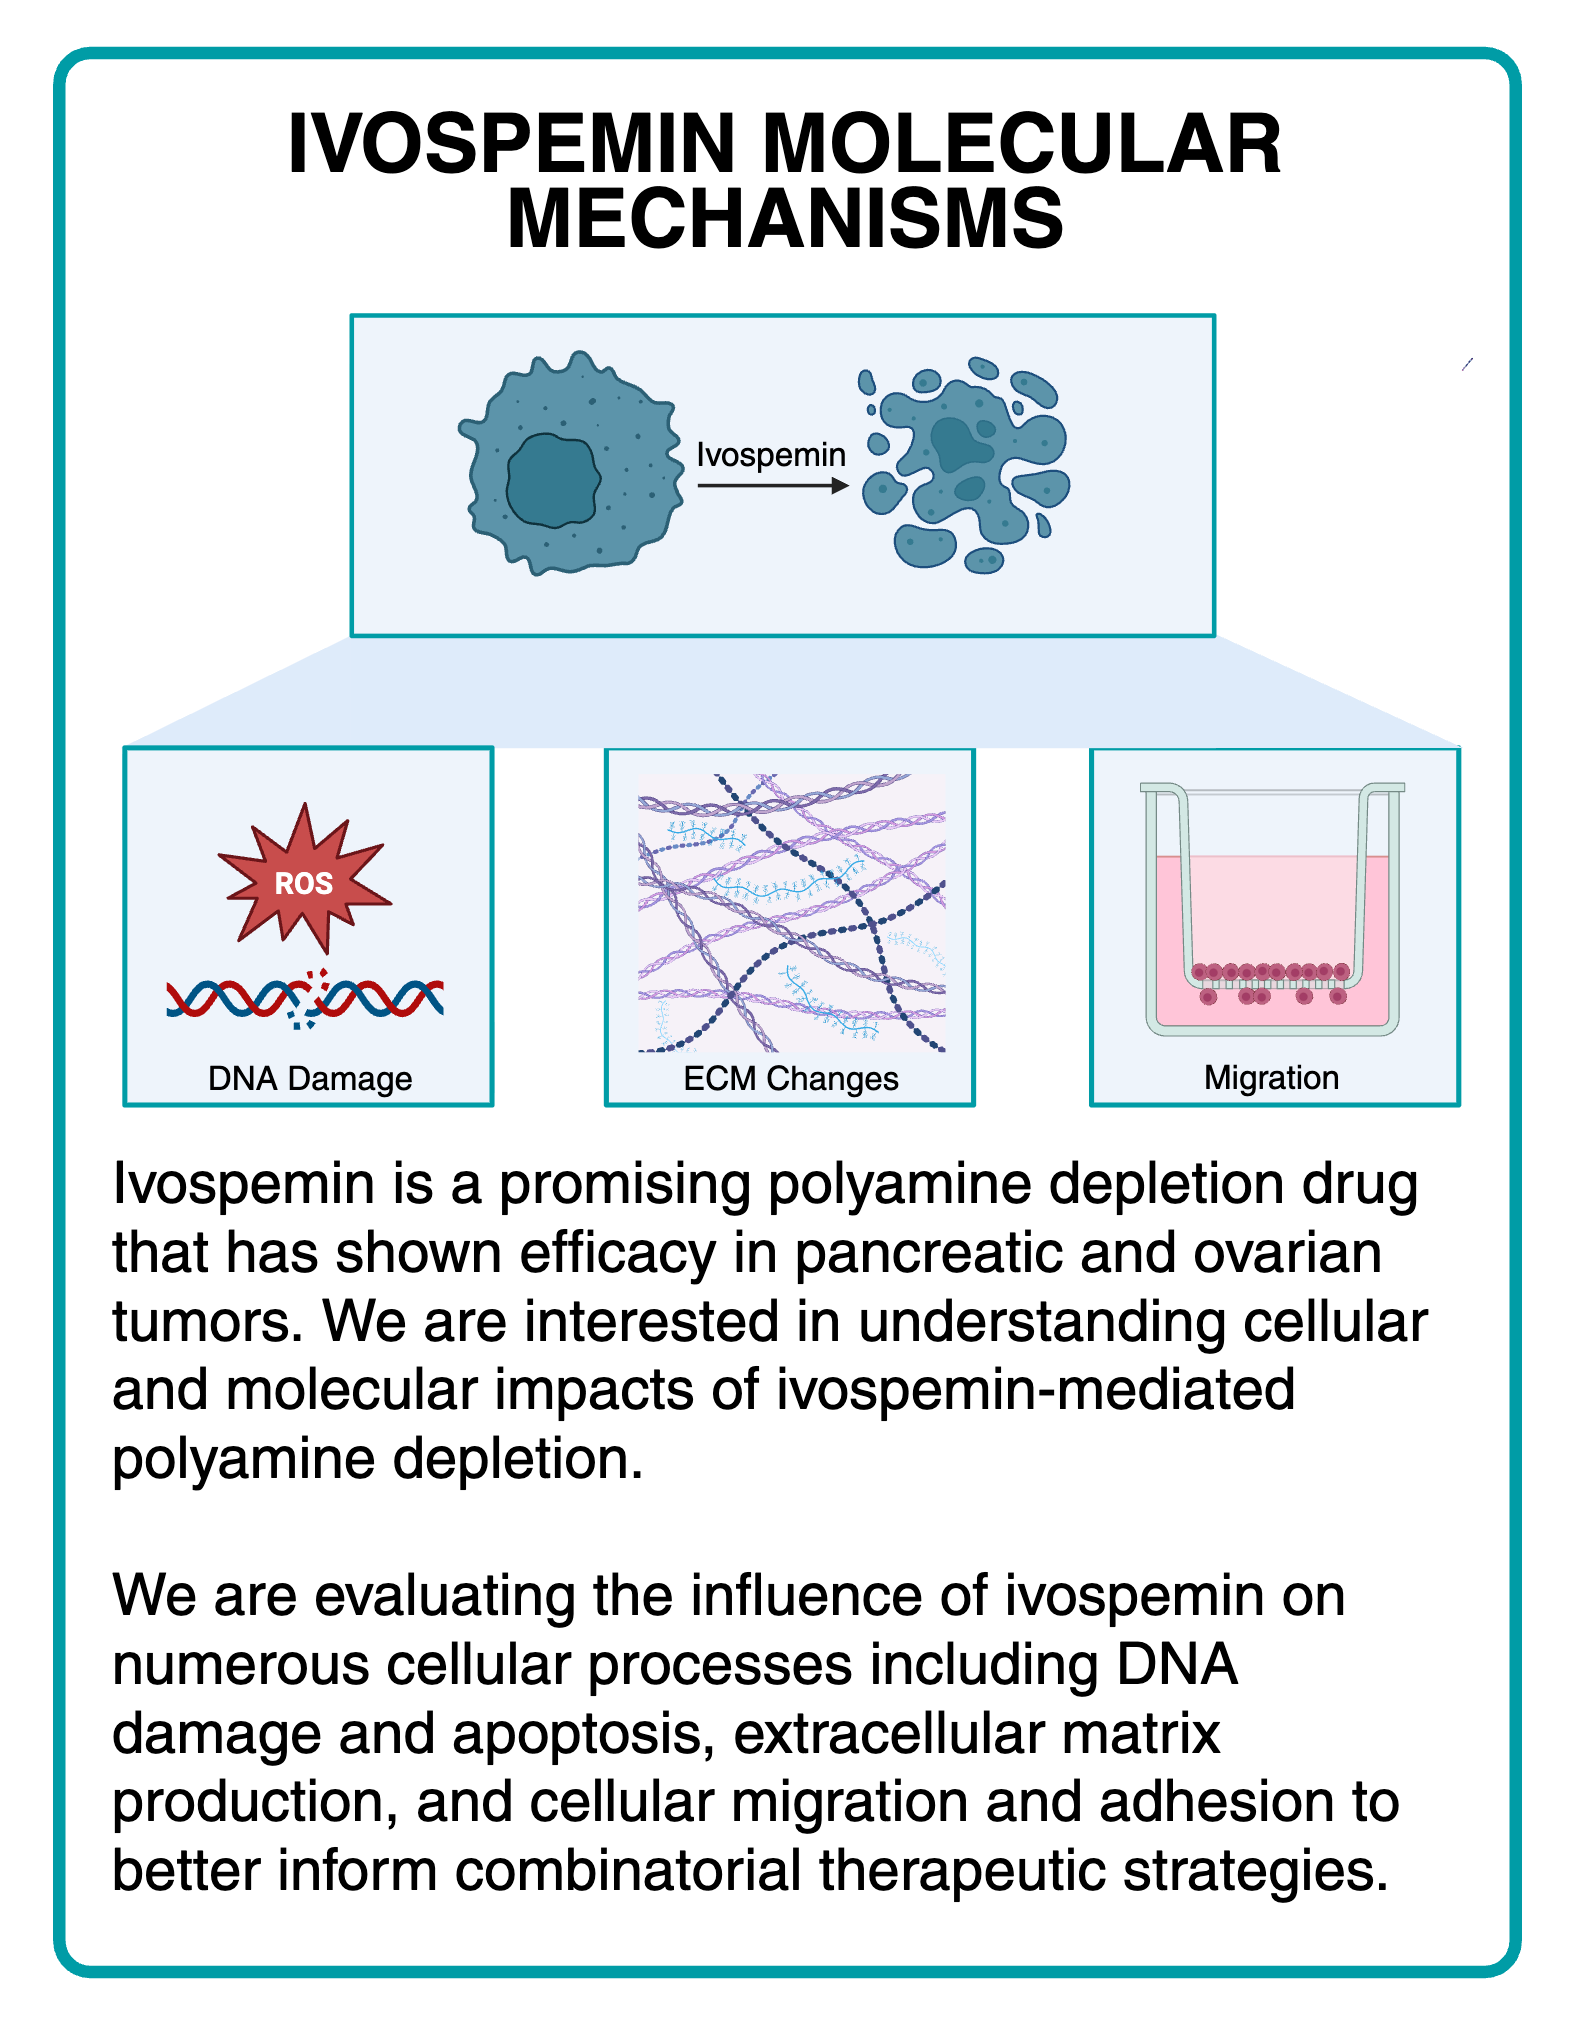 IVOSPEMIN MOLECULAR
MECHANISMS
Ivospemin
ROS
DNA Damage
ECM Changes
Migration
Ivospemin is a promising polyamine depletion drug
that has shown efficacy in pancreatic and ovarian
tumors. We are interested in understanding cellular
and molecular impacts of ivospemin-mediated
polyamine depletion.
We are evaluating the influence of ivospemin on
numerous cellular processes including DNA
damage and apoptosis, extracellular matrix
production, and cellular migration and adhesion to
better inform combinatorial therapeutic strategies.